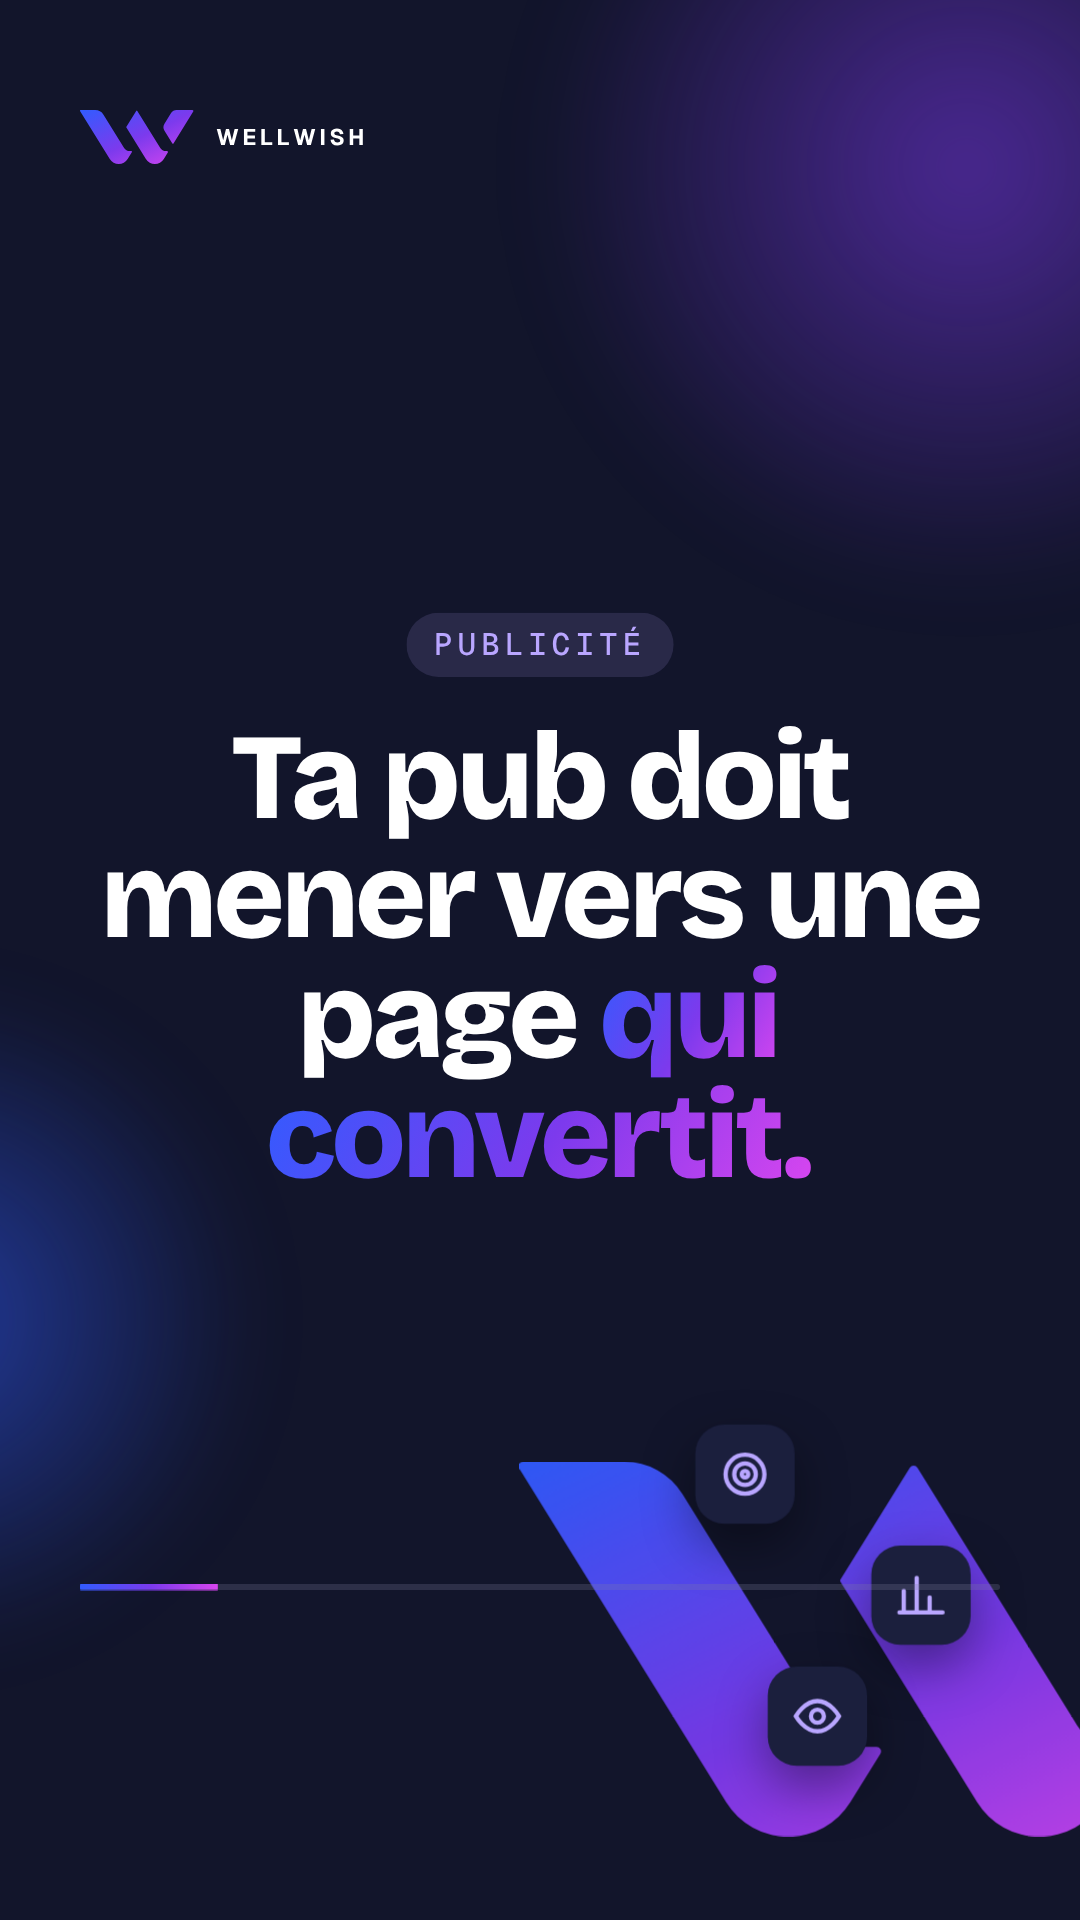 WELLWISH
PUBLICITÉ
Ta pub doit
mener vers une
page qui
convertit.